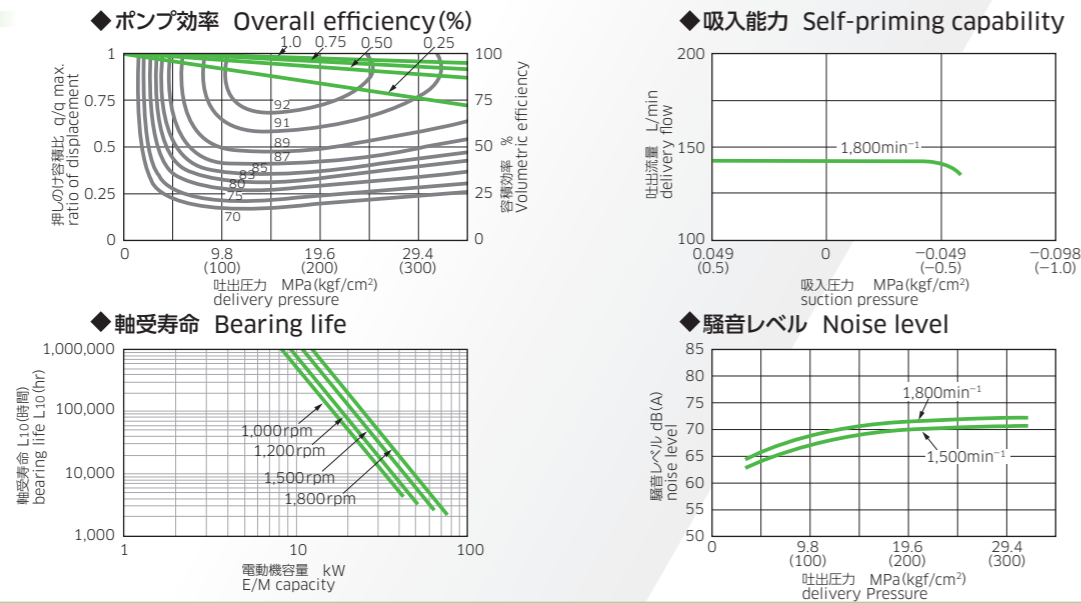 ◆ポンプ効率 Overall efficiency(%)
1.0 0.75 0.50 0.25
1
0.75
0.5
0.25
0
押しのけ容積比 q/q max.
ratio of displacement
100
75
50
25
0
容積効率 %
Volumetric efficiency
92
91
89
87
85
83
80
75
70
0 9.8 19.6 29.4
(100) (200) (300)
吐出圧力 MPa(kgf/cm²)
delivery pressure
◆吸入能力 Self-priming capability
200
150
100
吐出流量 L/min
delivery flow
1,800min⁻¹
0.049 0 −0.049 −0.098
(0.5) (−0.5) (−1.0)
吸入圧力 MPa(kgf/cm²)
suction pressure
◆軸受寿命 Bearing life
1,000,000
100,000
10,000
1,000
軸受寿命 L10(時間)
bearing life L10(hr)
1,000rpm
1,200rpm
1,500rpm
1,800rpm
1 10 100
電動機容量 kW
E/M capacity
◆騒音レベル Noise level
85
80
75
70
65
60
55
50
騒音レベル dB(A)
noise level
1,800min⁻¹
1,500min⁻¹
0 9.8 19.6 29.4
(100) (200) (300)
吐出圧力 MPa(kgf/cm²)
delivery Pressure